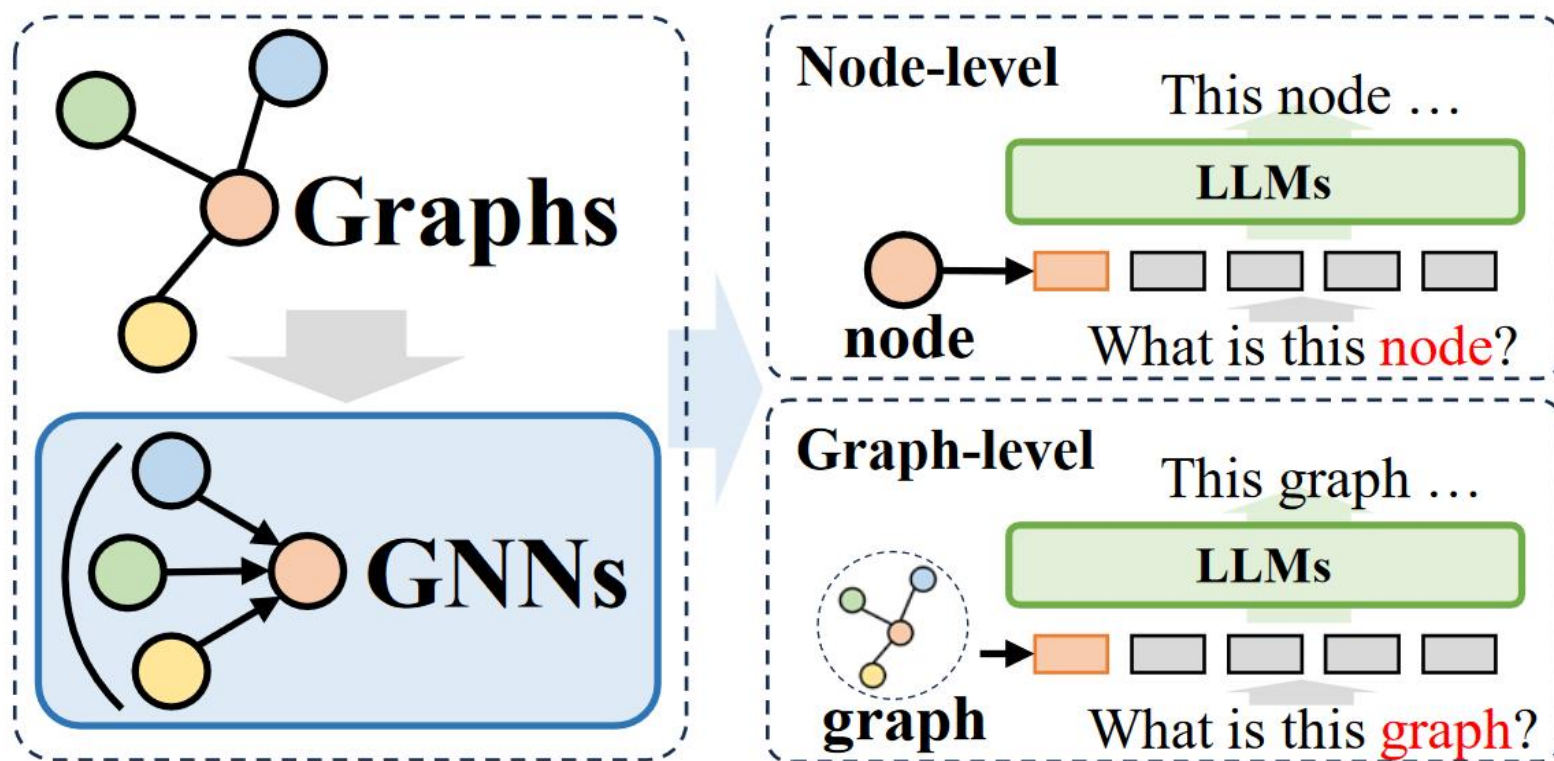 Graphs
GNNs
Node-level
This node …
LLMs
node
What is this node?
Graph-level
This graph …
LLMs
graph
What is this graph?